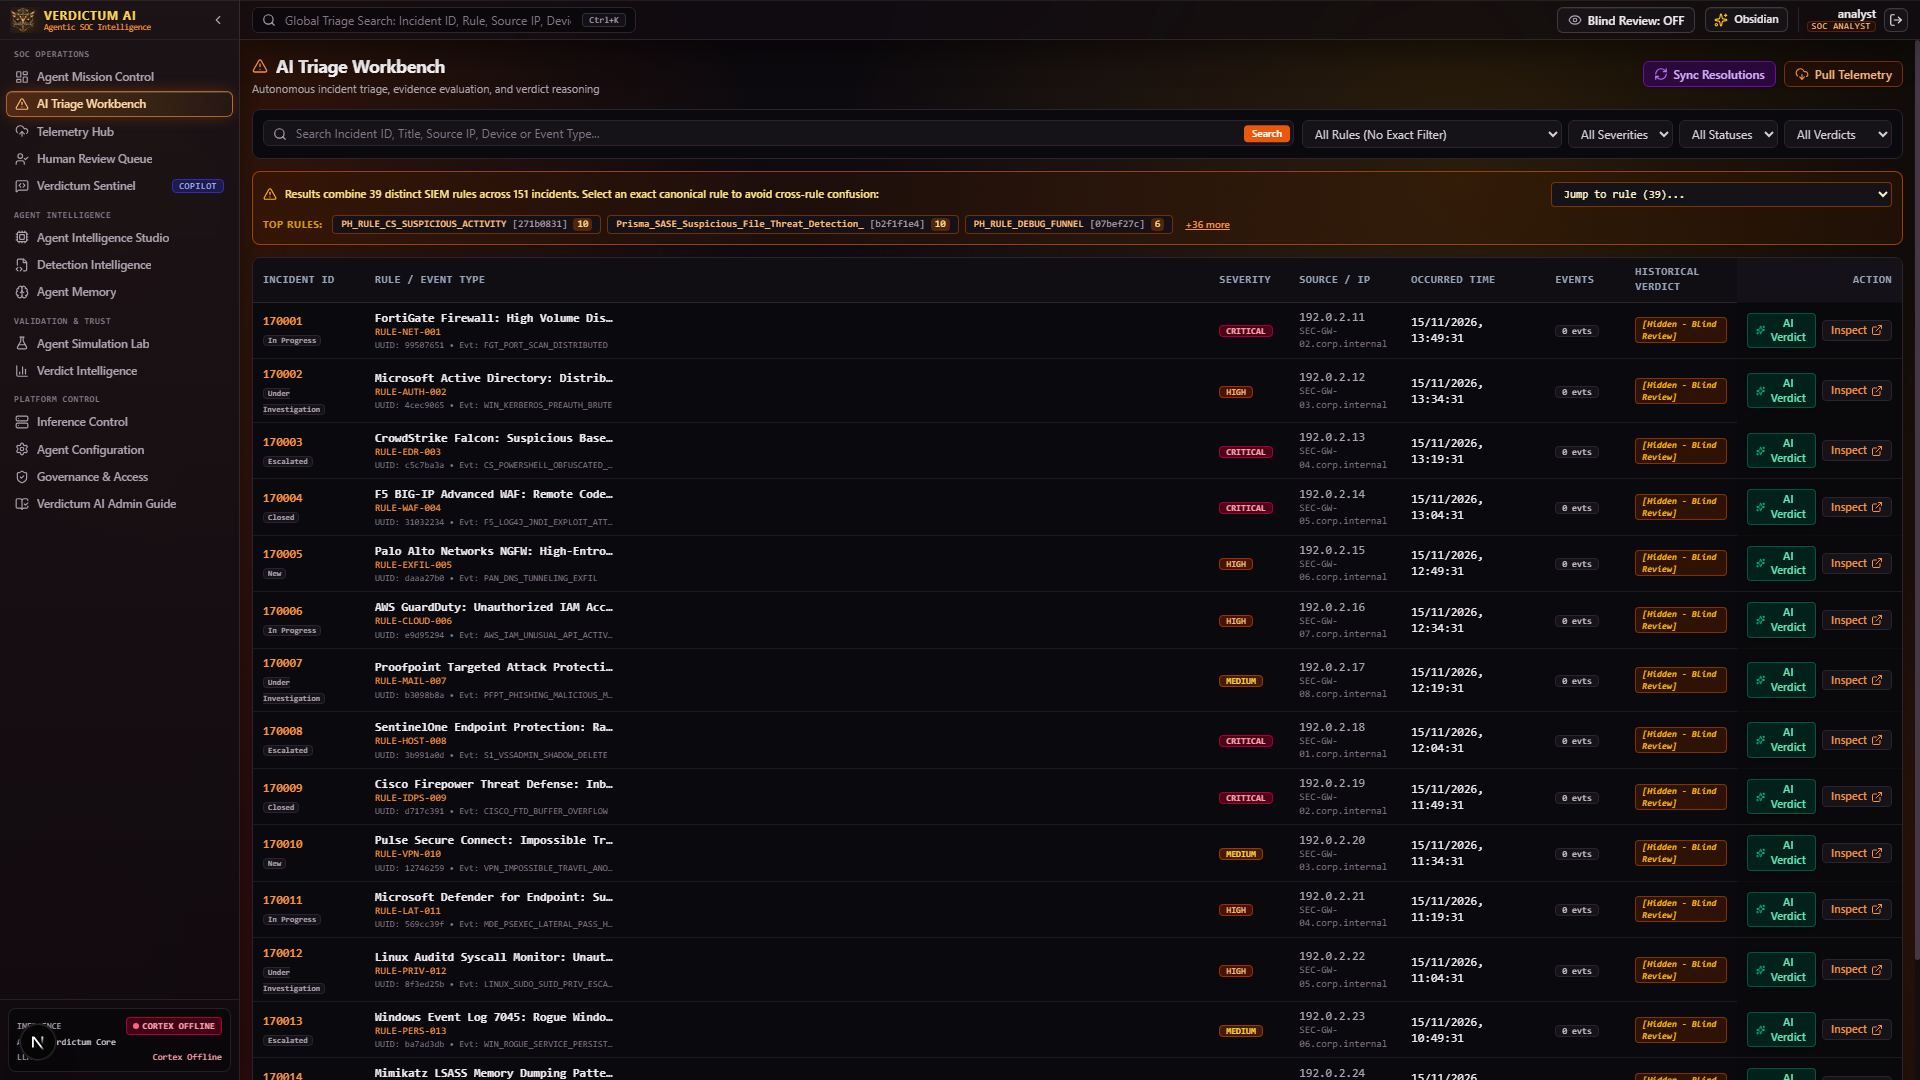 VERDICTUM AI
Agentic SOC Intelligence
Global Triage Search: Incident ID, Rule, Source IP, Devi Ctrl+K
Blind Review: OFF
Obsidian
analyst
SOC ANALYST
SOC OPERATIONS
Agent Mission Control
AI Triage Workbench
Telemetry Hub
Human Review Queue
Verdictum Sentinel COPILOT
AGENT INTELLIGENCE
Agent Intelligence Studio
Detection Intelligence
Agent Memory
VALIDATION & TRUST
Agent Simulation Lab
Verdict Intelligence
PLATFORM CONTROL
Inference Control
Agent Configuration
Governance & Access
Verdictum AI Admin Guide
CORTEX OFFLINE
N
rdictum Core
Cortex Offline
AI Triage Workbench
Autonomous incident triage, evidence evaluation, and verdict reasoning
Sync Resolutions
Pull Telemetry
Search Incident ID, Title, Source IP, Device or Event Type...
Search
All Rules (No Exact Filter)
All Severities
All Statuses
All Verdicts
Results combine 39 distinct SIEM rules across 151 incidents. Select an exact canonical rule to avoid cross-rule confusion:
Jump to rule (39)...
TOP RULES: PH_RULE_CS_SUSPICIOUS_ACTIVITY [271b0831] 10 Prisma_SASE_Suspicious_File_Threat_Detection_ [b2f1f1e4] 10 PH_RULE_DEBUG_FUNNEL [07bef27c] 6 +36 more
INCIDENT ID RULE / EVENT TYPE SEVERITY SOURCE / IP OCCURRED TIME EVENTS HISTORICAL VERDICT ACTION
170001
In Progress
FortiGate Firewall: High Volume Dis…
RULE-NET-001
UUID: 99507651 • Evt: FGT_PORT_SCAN_DISTRIBUTED
CRITICAL
192.0.2.11
SEC-GW-
02.corp.internal
15/11/2026,
13:49:31
0 evts
[Hidden - Blind
Review]
AI
Verdict
Inspect
170002
Under
Investigation
Microsoft Active Directory: Distrib…
RULE-AUTH-002
UUID: 4cec9065 • Evt: WIN_KERBEROS_PREAUTH_BRUTE
HIGH
192.0.2.12
SEC-GW-
03.corp.internal
15/11/2026,
13:34:31
0 evts
[Hidden - Blind
Review]
AI
Verdict
Inspect
170003
Escalated
CrowdStrike Falcon: Suspicious Base…
RULE-EDR-003
UUID: c5c7ba3a • Evt: CS_POWERSHELL_OBFUSCATED_…
CRITICAL
192.0.2.13
SEC-GW-
04.corp.internal
15/11/2026,
13:19:31
0 evts
[Hidden - Blind
Review]
AI
Verdict
Inspect
170004
Closed
F5 BIG-IP Advanced WAF: Remote Code…
RULE-WAF-004
UUID: 31032234 • Evt: F5_LOG4J_JNDI_EXPLOIT_ATT…
CRITICAL
192.0.2.14
SEC-GW-
05.corp.internal
15/11/2026,
13:04:31
0 evts
[Hidden - Blind
Review]
AI
Verdict
Inspect
170005
New
Palo Alto Networks NGFW: High-Entro…
RULE-EXFIL-005
UUID: daaa27b0 • Evt: PAN_DNS_TUNNELING_EXFIL
HIGH
192.0.2.15
SEC-GW-
06.corp.internal
15/11/2026,
12:49:31
0 evts
[Hidden - Blind
Review]
AI
Verdict
Inspect
170006
In Progress
AWS GuardDuty: Unauthorized IAM Acc…
RULE-CLOUD-006
UUID: e9d95294 • Evt: AWS_IAM_UNUSUAL_API_ACTIV…
HIGH
192.0.2.16
SEC-GW-
07.corp.internal
15/11/2026,
12:34:31
0 evts
[Hidden - Blind
Review]
AI
Verdict
Inspect
170007
Under
Investigation
Proofpoint Targeted Attack Protecti…
RULE-MAIL-007
UUID: b3098b8a • Evt: PFPT_PHISHING_MALICIOUS_M…
MEDIUM
192.0.2.17
SEC-GW-
08.corp.internal
15/11/2026,
12:19:31
0 evts
[Hidden - Blind
Review]
AI
Verdict
Inspect
170008
Escalated
SentinelOne Endpoint Protection: Ra…
RULE-HOST-008
UUID: 3b991a0d • Evt: S1_VSSADMIN_SHADOW_DELETE
CRITICAL
192.0.2.18
SEC-GW-
01.corp.internal
15/11/2026,
12:04:31
0 evts
[Hidden - Blind
Review]
AI
Verdict
Inspect
170009
Closed
Cisco Firepower Threat Defense: Inb…
RULE-IDPS-009
UUID: d717c391 • Evt: CISCO_FTD_BUFFER_OVERFLOW
CRITICAL
192.0.2.19
SEC-GW-
02.corp.internal
15/11/2026,
11:49:31
0 evts
[Hidden - Blind
Review]
AI
Verdict
Inspect
170010
New
Pulse Secure Connect: Impossible Tr…
RULE-VPN-010
UUID: 12746259 • Evt: VPN_IMPOSSIBLE_TRAVEL_ANO…
MEDIUM
192.0.2.20
SEC-GW-
03.corp.internal
15/11/2026,
11:34:31
0 evts
[Hidden - Blind
Review]
AI
Verdict
Inspect
170011
In Progress
Microsoft Defender for Endpoint: Su…
RULE-LAT-011
UUID: 569cc39f • Evt: MDE_PSEXEC_LATERAL_PASS_H…
HIGH
192.0.2.21
SEC-GW-
04.corp.internal
15/11/2026,
11:19:31
0 evts
[Hidden - Blind
Review]
AI
Verdict
Inspect
170012
Under
Investigation
Linux Auditd Syscall Monitor: Unaut…
RULE-PRIV-012
UUID: 8f3ed25b • Evt: LINUX_SUDO_SUID_PRIV_ESCA…
HIGH
192.0.2.22
SEC-GW-
05.corp.internal
15/11/2026,
11:04:31
0 evts
[Hidden - Blind
Review]
AI
Verdict
Inspect
170013
Escalated
Windows Event Log 7045: Rogue Windo…
RULE-PERS-013
UUID: ba7ad3db • Evt: WIN_ROGUE_SERVICE_PERSIST…
MEDIUM
192.0.2.23
SEC-GW-
06.corp.internal
15/11/2026,
10:49:31
0 evts
[Hidden - Blind
Review]
AI
Verdict
Inspect
170014
Mimikatz LSASS Memory Dumping Patte…
192.0.2.24
15/11/2026,
[Hidden - Blind
AI